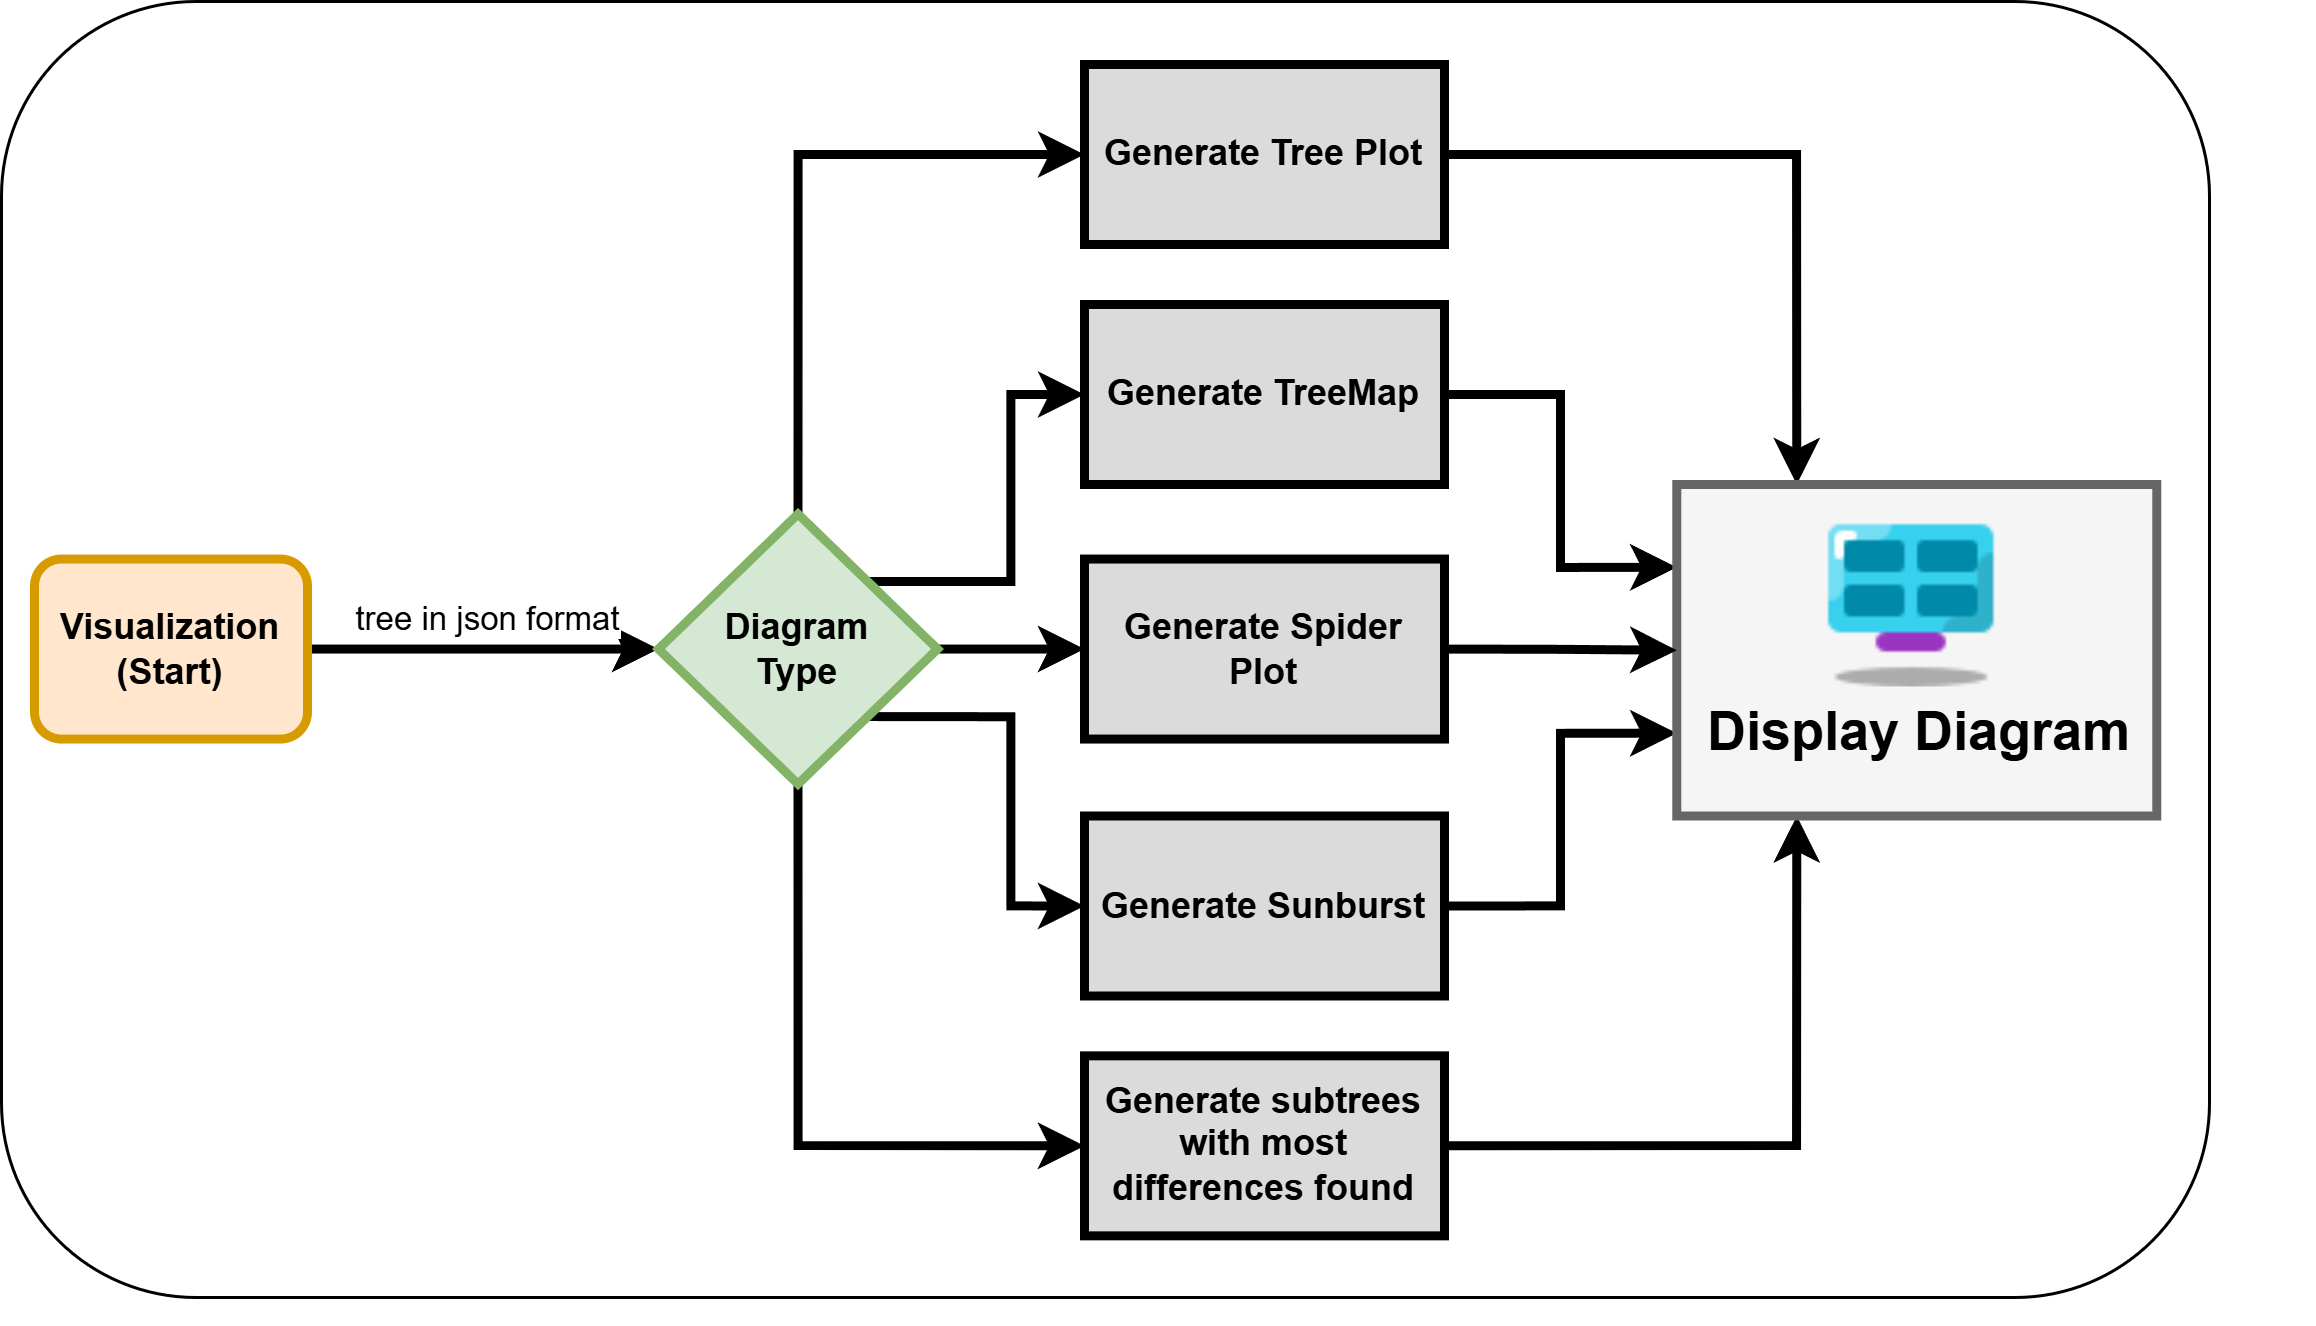 Generate Tree Plot
Generate TreeMap
Visualization
(Start)
tree in json format
Diagram
Type
Generate Spider
Plot
Display Diagram
Generate Sunburst
Generate subtrees
with most
differences found